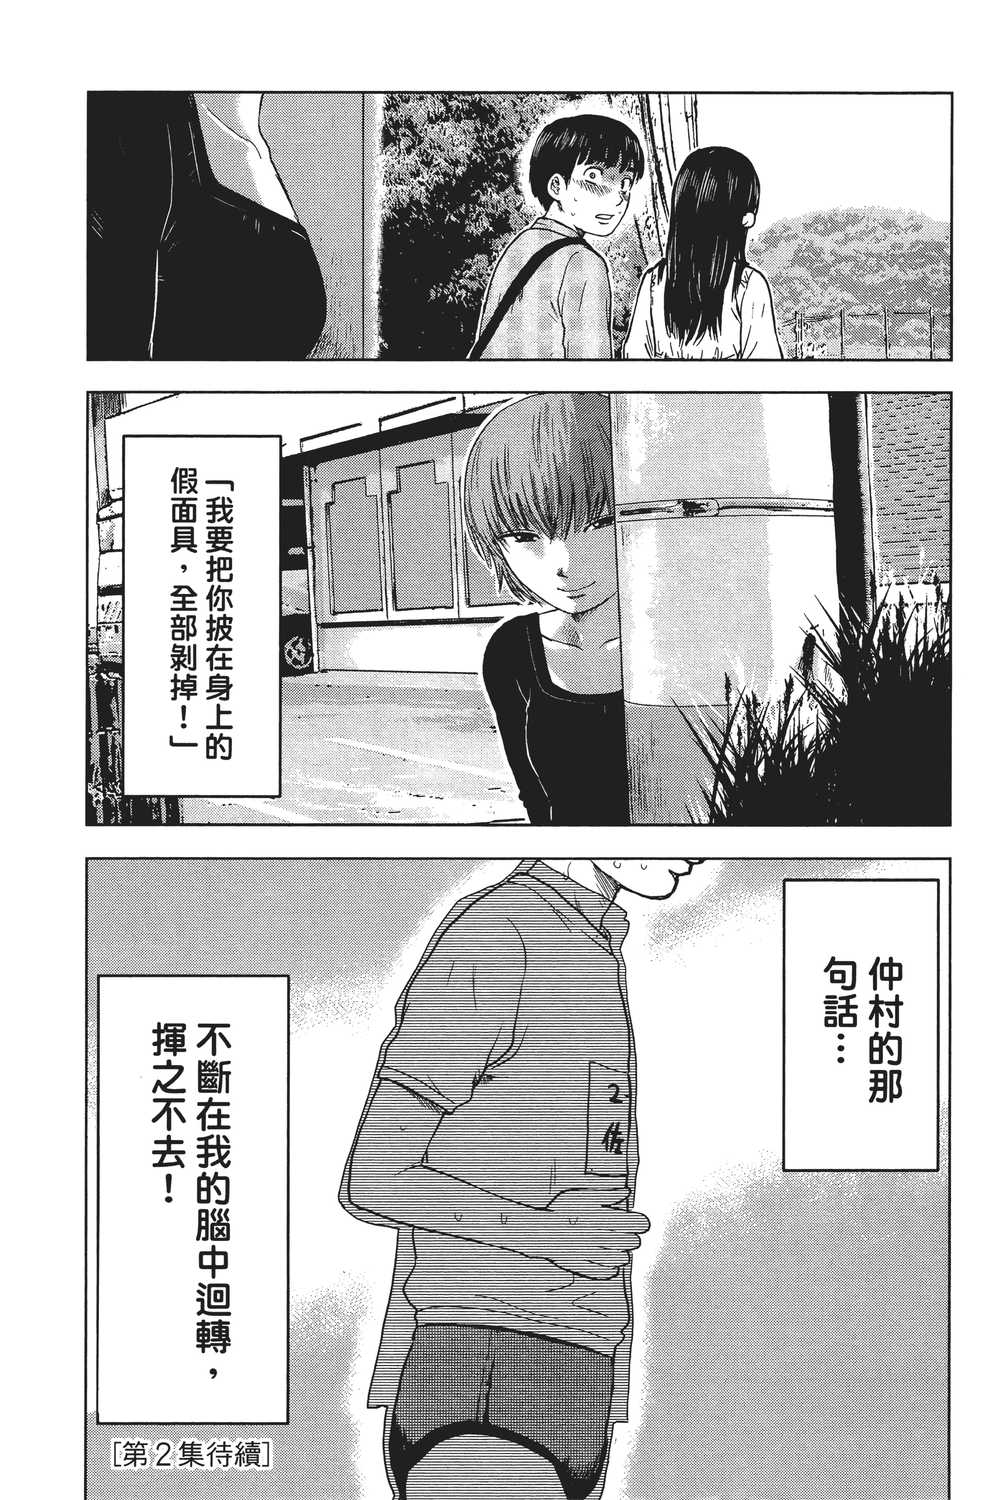 「我要把你披在身上的
假面具，全部剝掉！」
仲村的那
句話…
2
佐
不斷在我的腦中迴轉，
揮之不去！
［第２集待續］